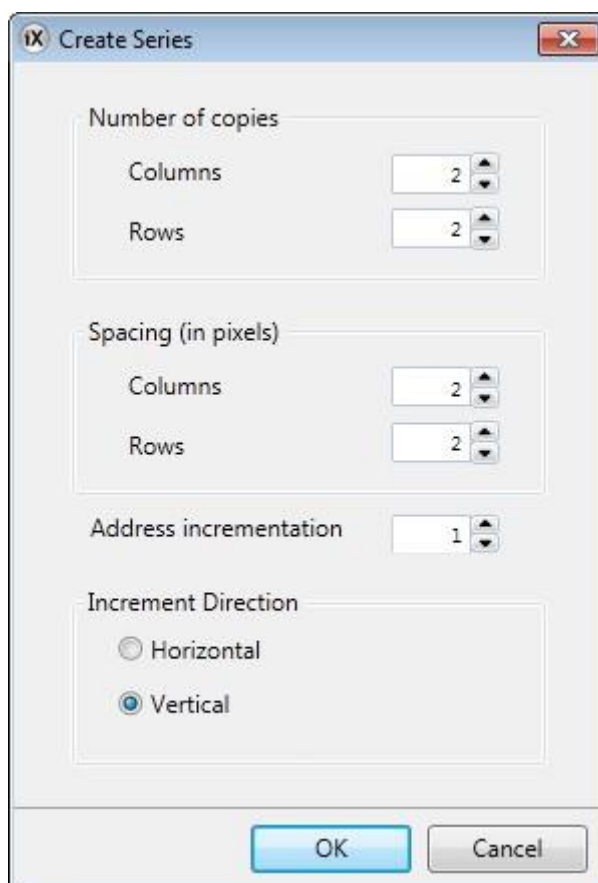 iX Create Series
Number of copies
Columns 2
Rows 2
Spacing (in pixels)
Columns 2
Rows 2
Address incrementation 1
Increment Direction
Horizontal
Vertical
OK Cancel